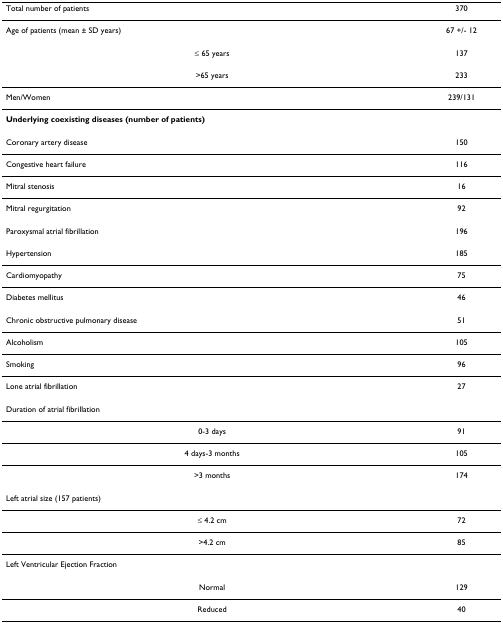 Total number of patients 370
Age of patients (mean ± SD years) 67 +/- 12
≤ 65 years 137
>65 years 233
Men/Women 239/131
Underlying coexisting diseases (number of patients)
Coronary artery disease 150
Congestive heart failure 116
Mitral stenosis 16
Mitral regurgitation 92
Paroxysmal atrial fibrillation 196
Hypertension 185
Cardiomyopathy 75
Diabetes mellitus 46
Chronic obstructive pulmonary disease 51
Alcoholism 105
Smoking 96
Lone atrial fibrillation 27
Duration of atrial fibrillation
0-3 days 91
4 days-3 months 105
>3 months 174
Left atrial size (157 patients)
≤ 4.2 cm 72
>4.2 cm 85
Left Ventricular Ejection Fraction
Normal 129
Reduced 40